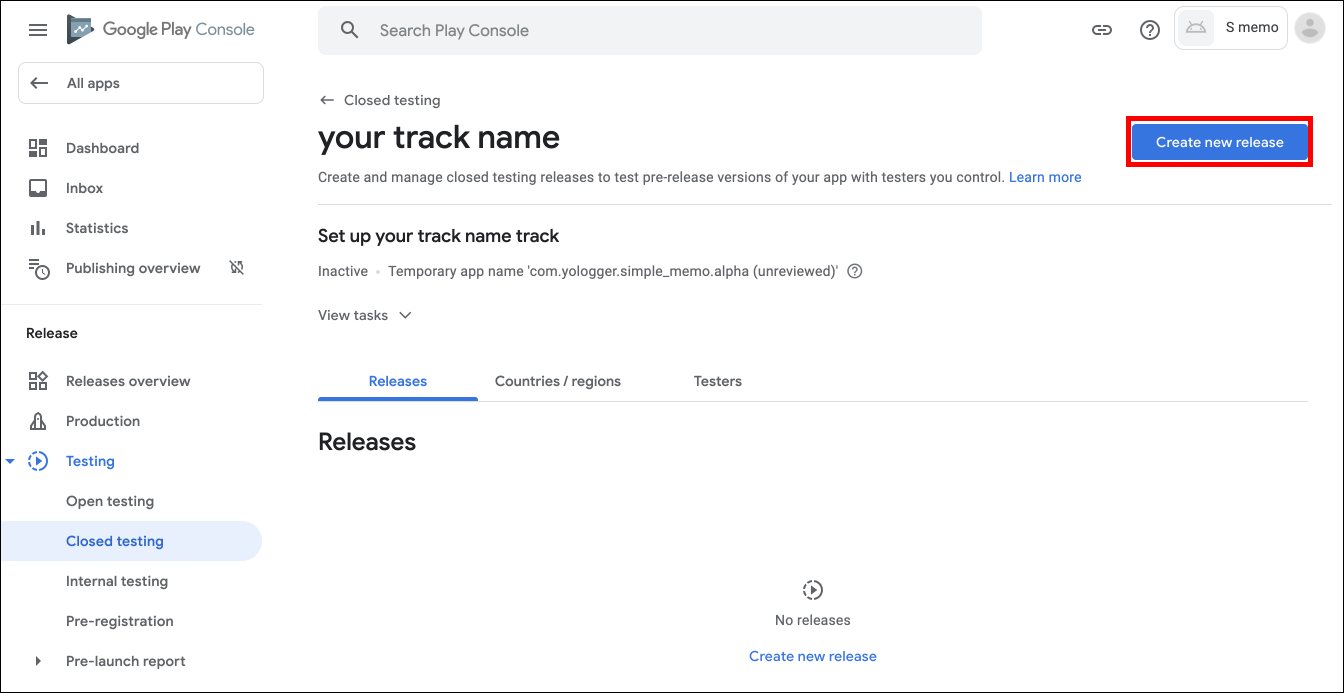 Google Play Console
Search Play Console
S memo
All apps
Dashboard
Inbox
Statistics
Publishing overview
Release
Releases overview
Production
Testing
Open testing
Closed testing
Internal testing
Pre-registration
Pre-launch report
Closed testing
your track name
Create new release
Create and manage closed testing releases to test pre-release versions of your app with testers you control. Learn more
Set up your track name track
Inactive • Temporary app name 'com.yologger.simple_memo.alpha (unreviewed)'
View tasks
Releases
Countries / regions
Testers
Releases
No releases
Create new release